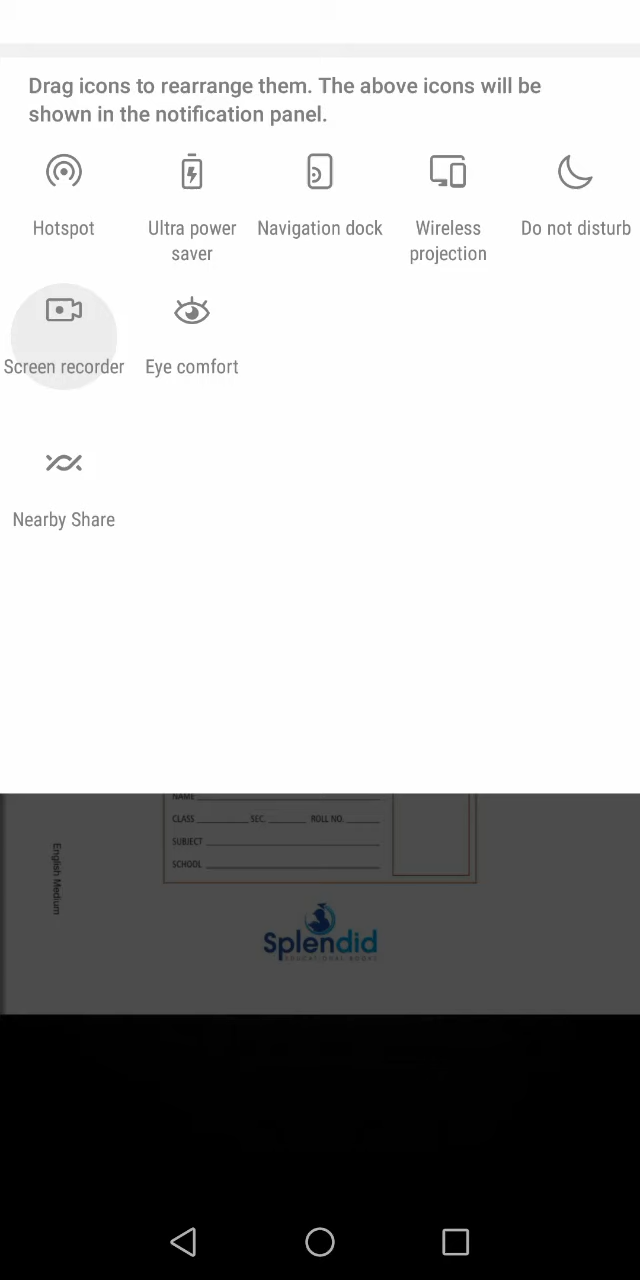 Drag icons to rearrange them. The above icons will be
shown in the notification panel.
Hotspot
Ultra power
saver
Navigation dock
Wireless
projection
Do not disturb
Screen recorder
Eye comfort
Nearby Share
NAME
CLASS SEC. ROLL NO.
SUBJECT
SCHOOL
English Medium
Splendid
EDUCATIONAL BOOKS